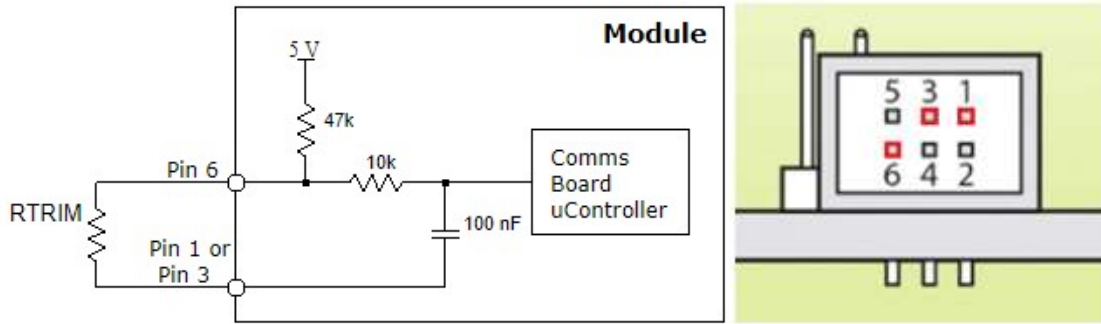 Module
5 V
47k
10k
Pin 6
RTRIM
Pin 1 or
Pin 3
100 nF
Comms
Board
uController
5 3 1
6 4 2